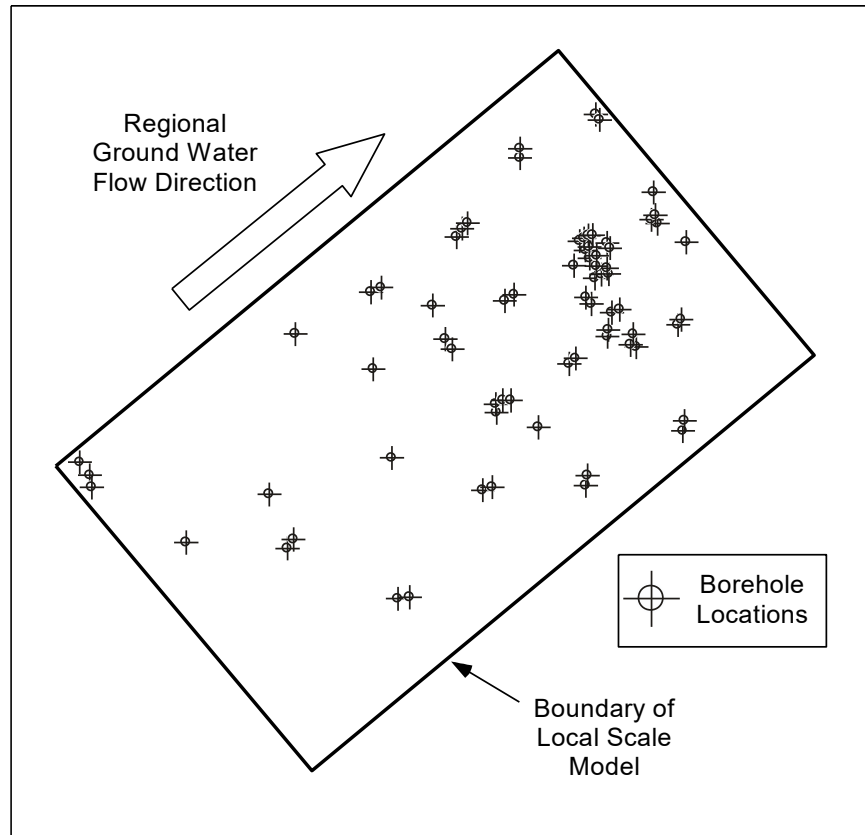 Regional
Ground Water
Flow Direction
Borehole
Locations
Boundary of
Local Scale
Model